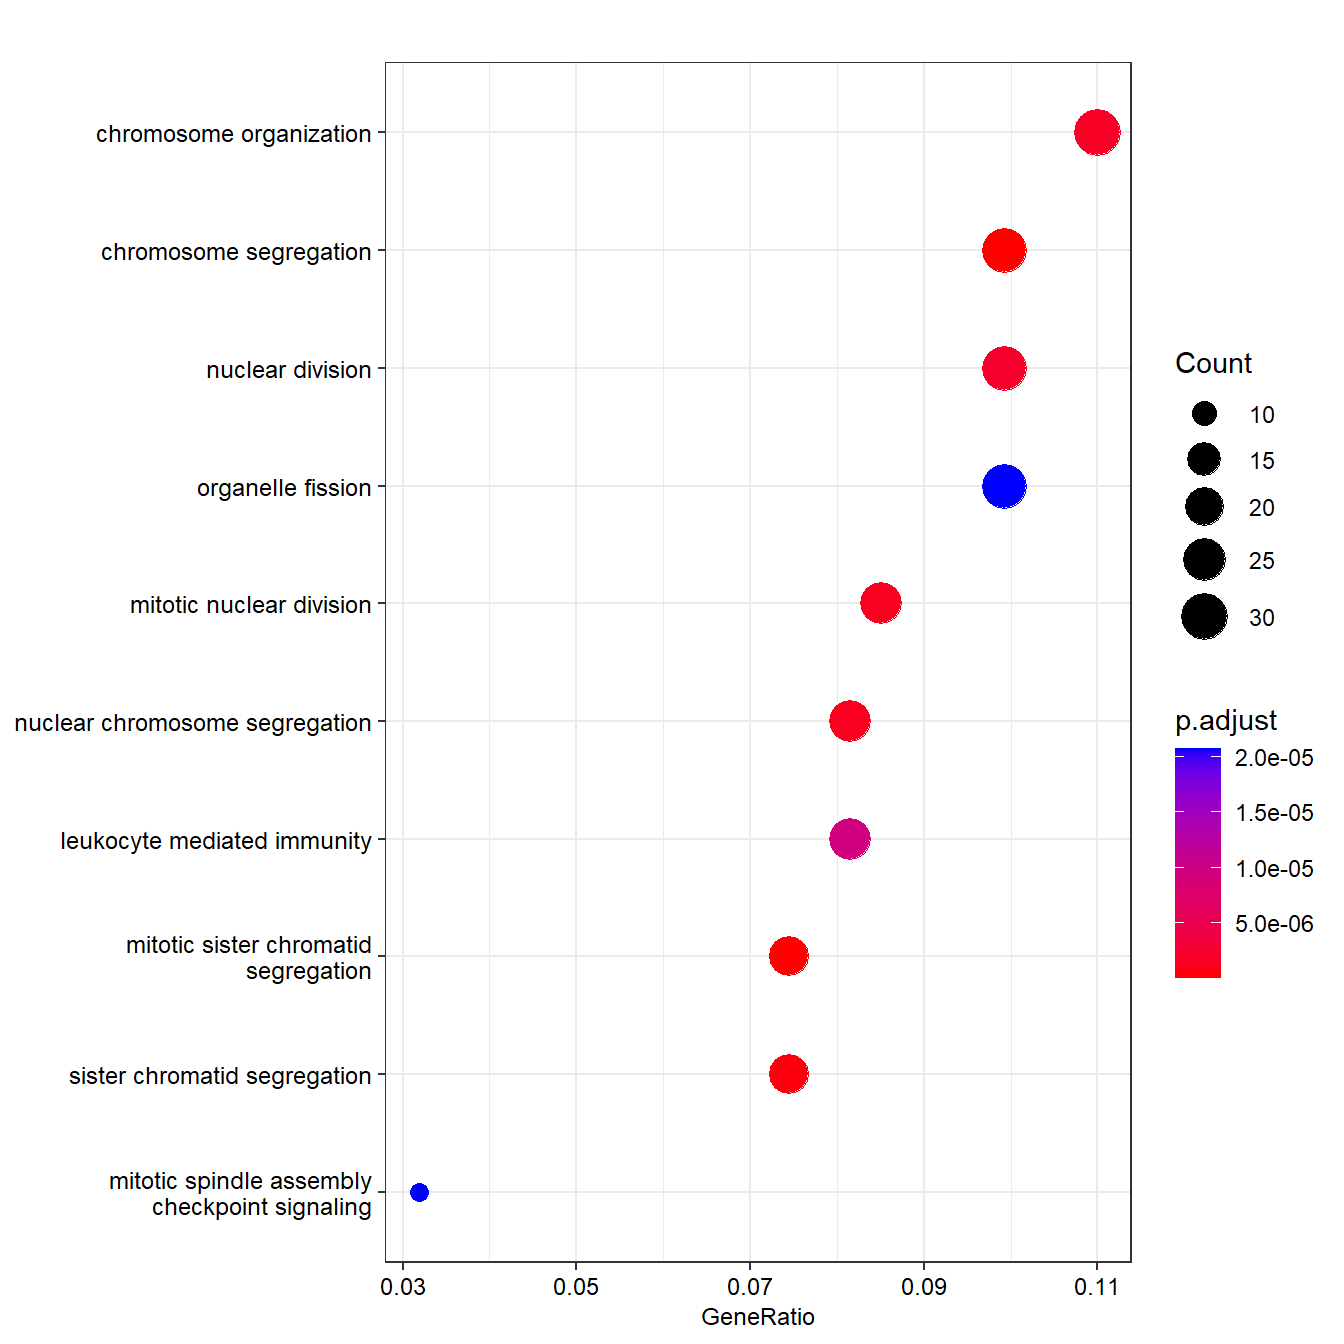 chromosome organization
chromosome segregation
nuclear division
organelle fission
mitotic nuclear division
nuclear chromosome segregation
leukocyte mediated immunity
mitotic sister chromatid
segregation
sister chromatid segregation
mitotic spindle assembly
checkpoint signaling
0.03 0.05 0.07 0.09 0.11
GeneRatio
Count
10
15
20
25
30
p.adjust
2.0e-05
1.5e-05
1.0e-05
5.0e-06